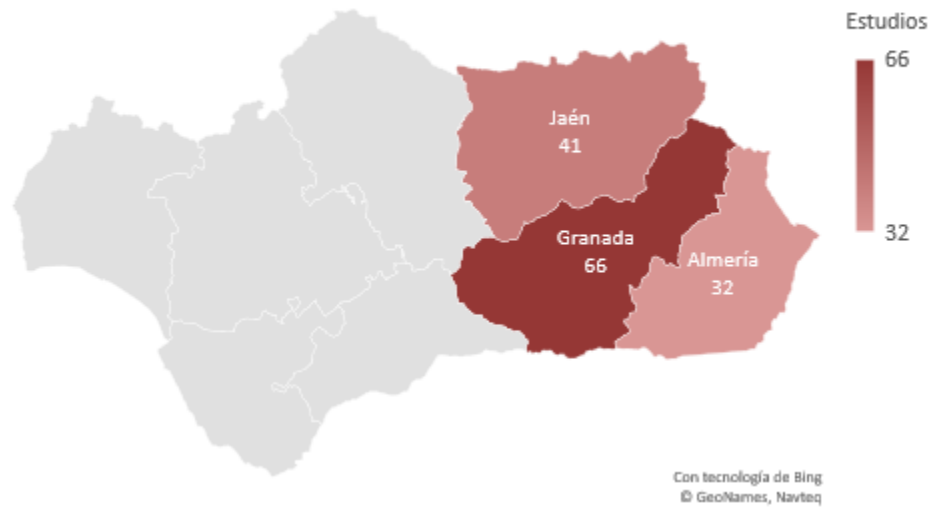 Estudios
66
32
Jaén
41
Granada
66
Almería
32
Con tecnología de Bing
© GeoNames, Navteq